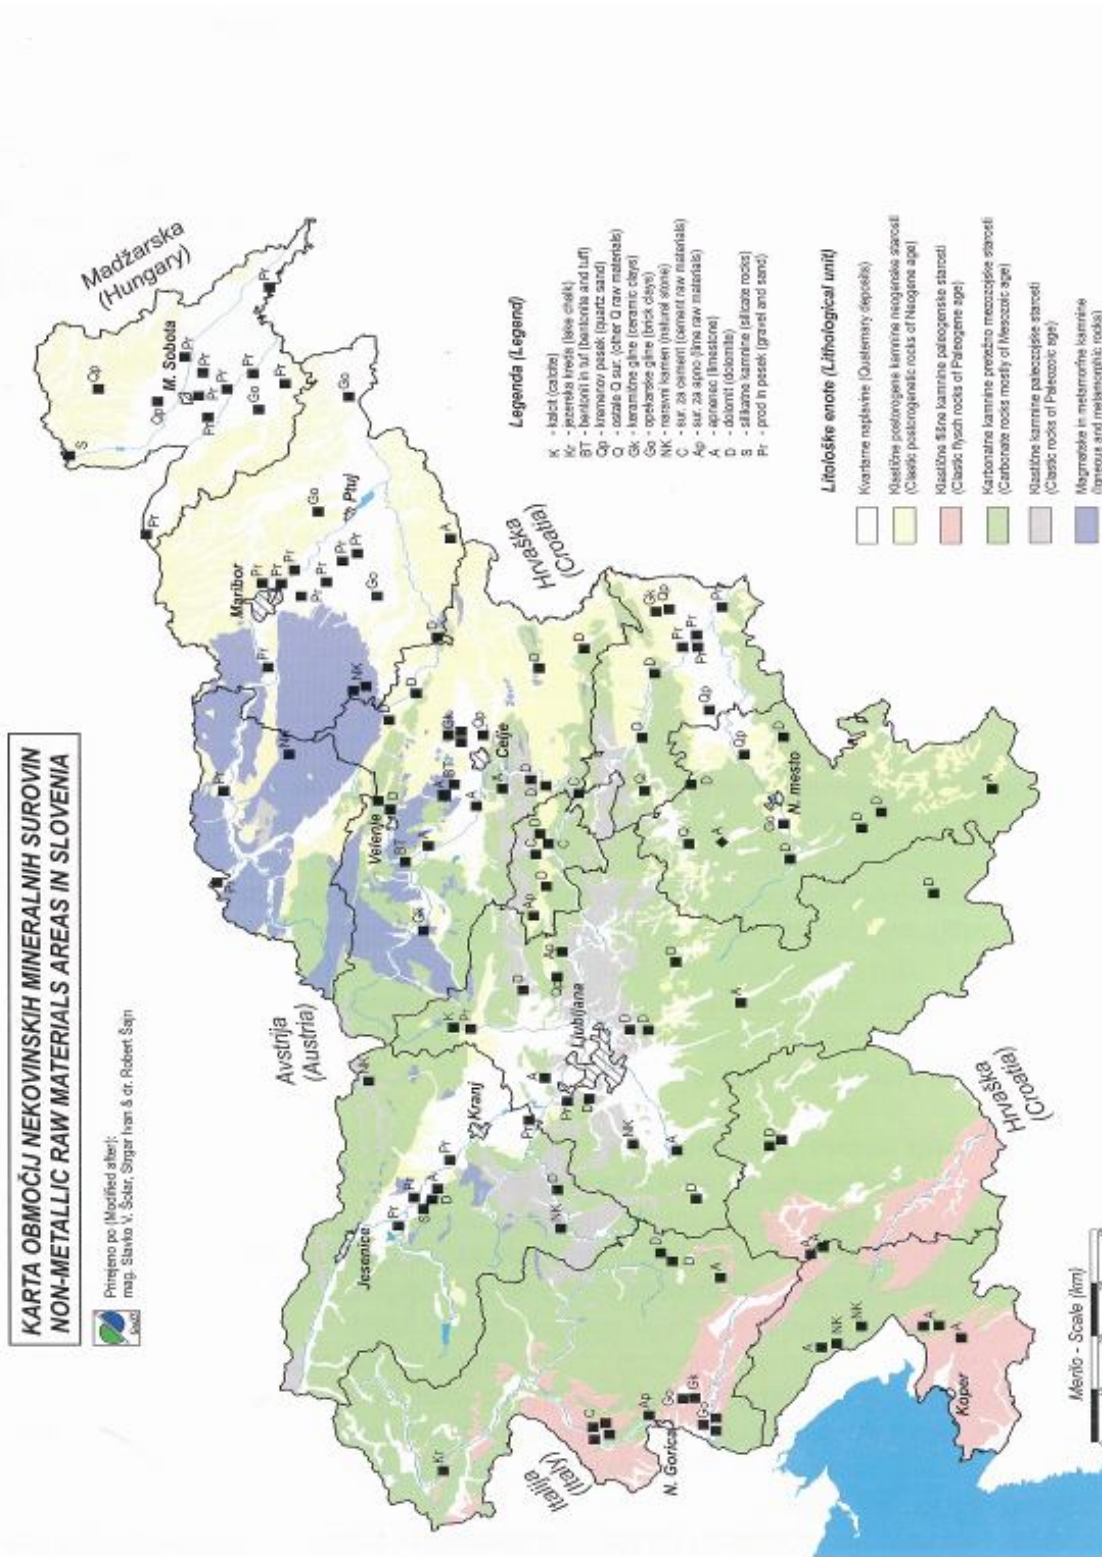 KARTA OBMOČIJ NEKOVINSKIH MINERALNIH SUROVIN
NON-METALLIC RAW MATERIALS AREAS IN SLOVENIA
Prirejeno po (Modified after):
mag. Slavko V. Šolar, Strgar Ivan & dr. Robert Šajn
Avstrija
(Austria)
Madžarska
(Hungary)
Hrvaška
(Croatia)
Hrvaška
(Croatia)
Italija
(Italy)
Jesenice
Kranj
Ljubljana
Velenje
Celje
Maribor
Ptuj
M. Sobota
N. mesto
N. Gorica
Koper
Legenda (Legend)
K - kalcit (calcite)
Kr - jezerska kreda (lake chalk)
BT - bentonit in tuf (bentonite and tuff)
Qp - kremenov pesek (quartz sand)
Q - ostale Q sur. (other Q raw materials)
Gk - keramične gline (ceramic clays)
Go - opekarske gline (brick clays)
NK - naravni kamen (natural stone)
C - sur. za cement (cement raw materials)
Ap - sur. za apno (lime raw materials)
A - apnenec (limestone)
D - dolomit (dolomite)
S - silikatne kamnine (silicate rocks)
Pr - prod in pesek (gravel and sand)
Litološke enote (Lithological unit)
Kvartarne naplavine (Quaternary deposits)
Klastične postorogene kamnine neogenske starosti
(Clastic postorogenetic rocks of Neogene age)
Klastične flišne kamnine paleogenske starosti
(Clastic flysch rocks of Paleogene age)
Karbonatne kamnine pretežno mezozojske starosti
(Carbonate rocks mostly of Mesozoic age)
Klastične kamnine paleozojske starosti
(Clastic rocks of Paleozoic age)
Magmatske in metamorfne kamnine
(Igneous and metamorphic rocks)
Merilo - Scale (km)